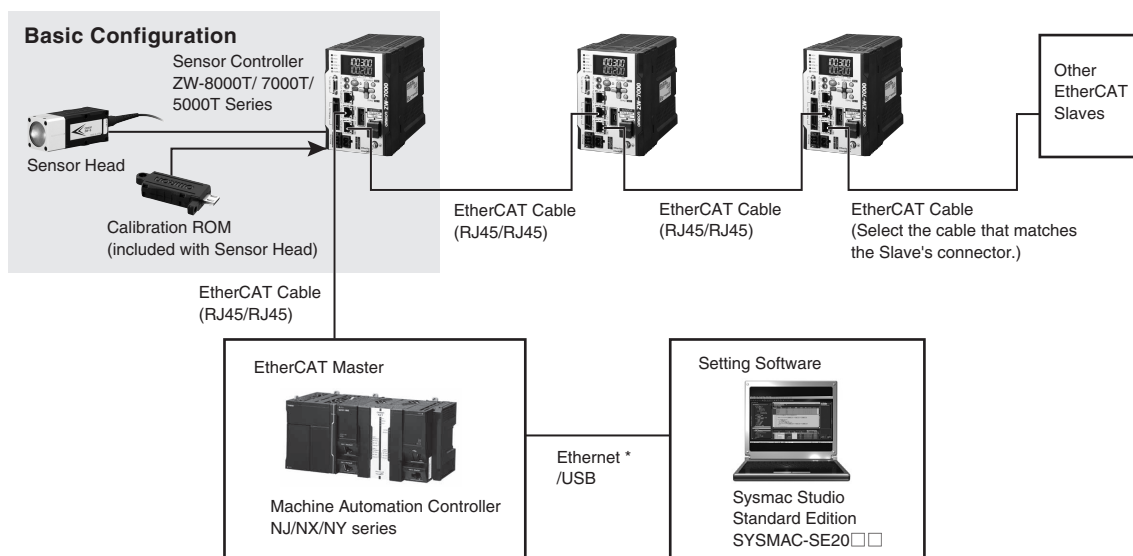 Basic Configuration
Sensor Controller
ZW-8000T/ 7000T/
5000T Series
Sensor Head
Calibration ROM
(included with Sensor Head)
EtherCAT Cable
(RJ45/RJ45)
EtherCAT Cable
(RJ45/RJ45)
EtherCAT Cable
(Select the cable that matches
the Slave's connector.)
Other
EtherCAT
Slaves
EtherCAT Cable
(RJ45/RJ45)
EtherCAT Master
Machine Automation Controller
NJ/NX/NY series
Ethernet *
/USB
Setting Software
Sysmac Studio
Standard Edition
SYSMAC-SE20□□